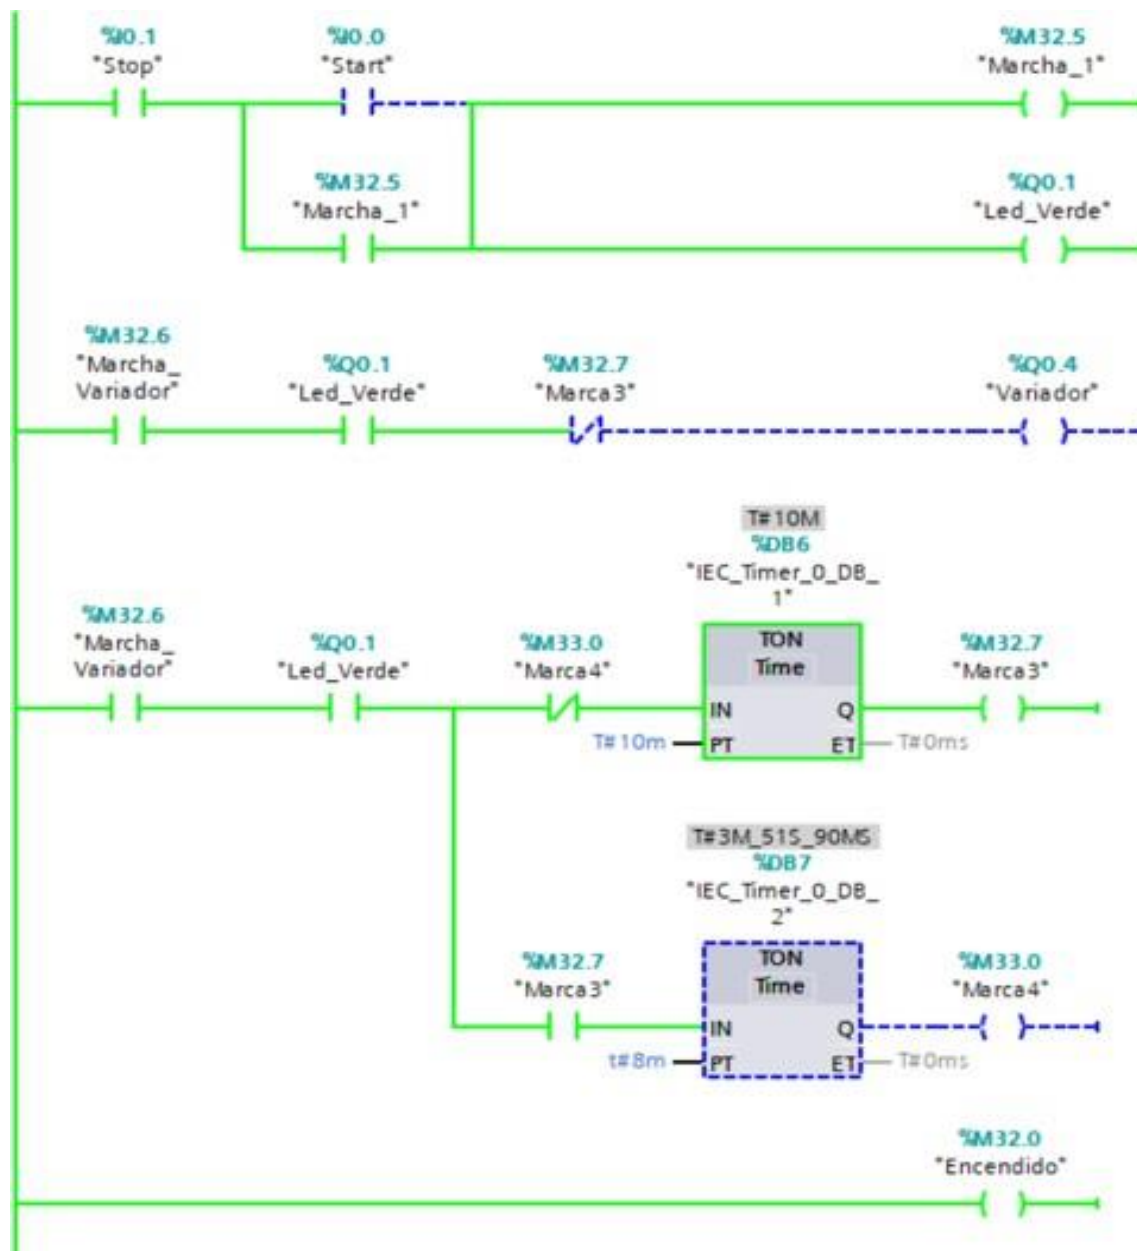 %I0.1 %I0.0 %M32.5
"Stop" "Start" "Marcha_1"
%M32.5 %Q0.1
"Marcha_1" "Led_Verde"
%M32.6
"Marcha_ %Q0.1 %M32.7 %Q0.4
Variador" "Led_Verde" "Marca3" "Variador"
T#10M
%DB6
"IEC_Timer_0_DB_
1"
%M32.6
"Marcha_ %Q0.1 %M33.0 TON %M32.7
Variador" "Led_Verde" "Marca4" Time "Marca3"
IN Q
T#10m PT ET T#0ms
T#3M_51S_90MS
%DB7
"IEC_Timer_0_DB_
2"
%M32.7 TON %M33.0
"Marca3" Time "Marca4"
IN Q
t#8m PT ET T#0ms
%M32.0
"Encendido"